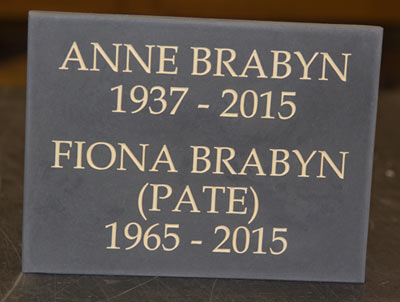 ANNE BRABYN
1937 - 2015
FIONA BRABYN
(PATE)
1965 - 2015